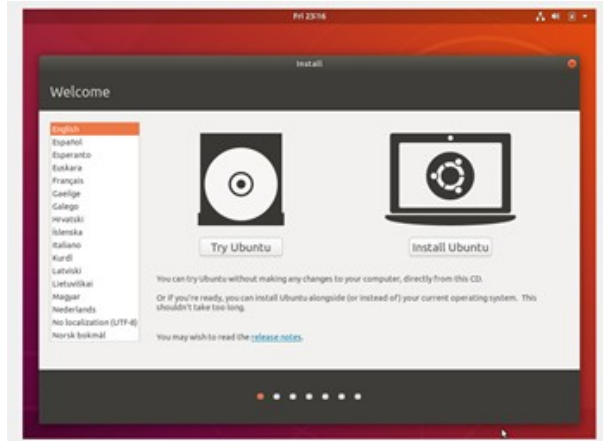 Fri 23:16
Install
Welcome
English
Español
Esperanto
Euskara
Français
Gaeilge
Galego
Hrvatski
Íslenska
Italiano
Kurdî
Latviski
Lietuviškai
Magyar
Nederlands
No localization (UTF-8)
Norsk bokmål
Try Ubuntu
Install Ubuntu
You can try Ubuntu without making any changes to your computer, directly from this CD.
Or if you're ready, you can install Ubuntu alongside (or instead of) your current operating system. This
shouldn't take too long.
You may wish to read the release notes.